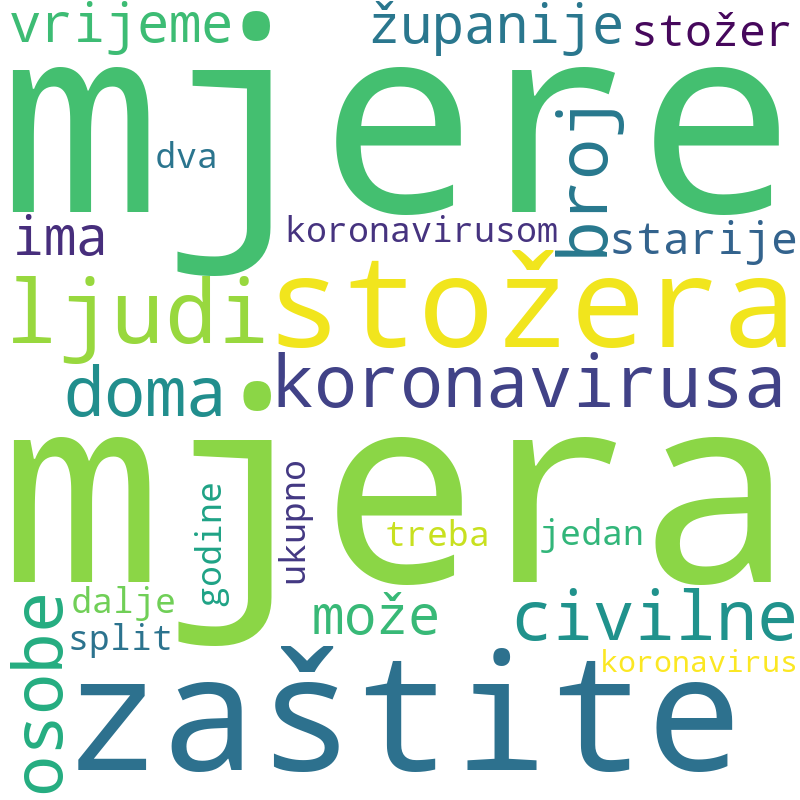 vrijeme
županije
stožer
mjere
dva
broj
ima
koronavirusom
starije
ljudi
stožera
doma
koronavirusa
mjera
godine
ukupno
treba
jedan
dalje
split
može
civilne
osobe
zaštite
koronavirus